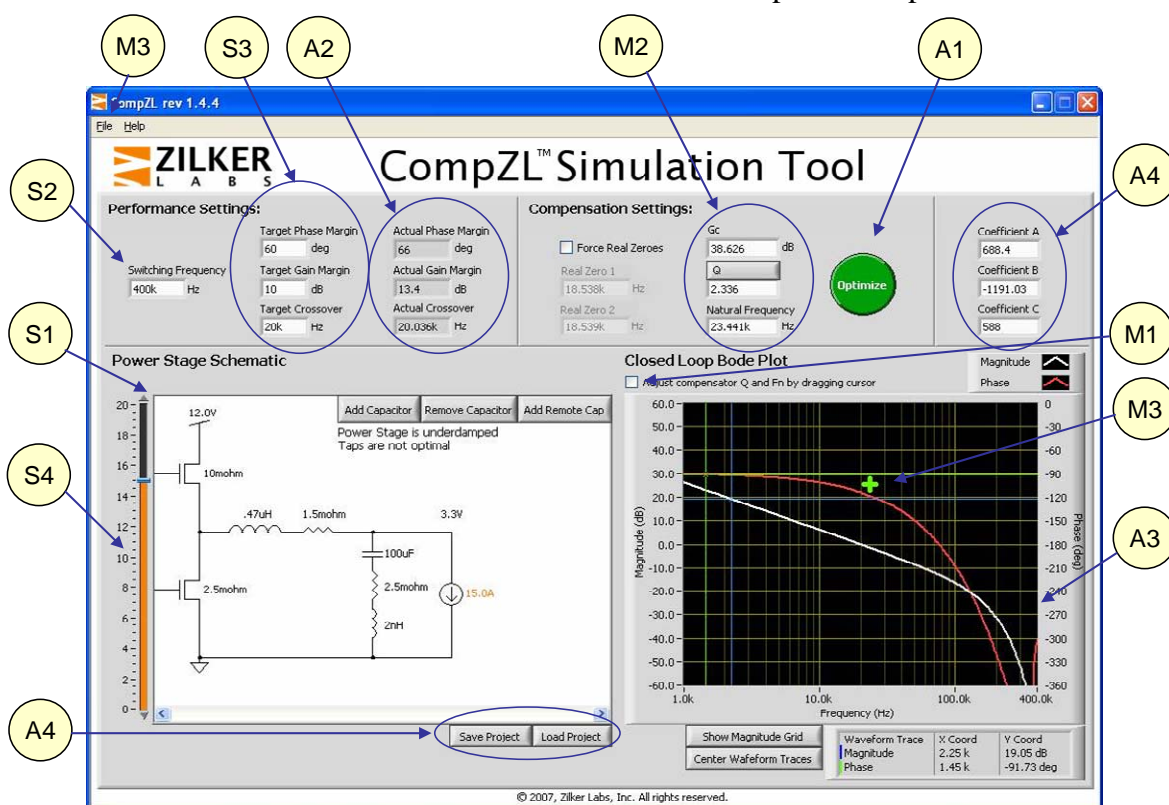 M3
S3
A2
M2
A1
CompZL rev 1.4.4
File Help
ZILKER
LABS
CompZL™ Simulation Tool
S2
A4
Performance Settings:
Compensation Settings:
Target Phase Margin
60 deg
Actual Phase Margin
66 deg
Gc
38.626 dB
Coefficient A
688.4
Force Real Zeroes
Switching Frequency
400k Hz
Target Gain Margin
10 dB
Actual Gain Margin
13.4 dB
Real Zero 1
18.538k Hz
Q
2.336
Optimize
Coefficient B
-1191.03
Target Crossover
20k Hz
Actual Crossover
20.036k Hz
Real Zero 2
18.539k Hz
Natural Frequency
23.441k Hz
Coefficient C
588
S1
M1
Power Stage Schematic
Closed Loop Bode Plot
Magnitude
Phase
Adjust compensator Q and Fn by dragging cursor
Add Capacitor Remove Capacitor Add Remote Cap
Power Stage is underdamped
Taps are not optimal
20
18
16
14
12
10
8
6
4
2
0
12.0V
10mohm
.47uH 1.5mohm 3.3V
100uF
2.5mohm
2.5mohm
15.0A
2nH
S4
M3
A3
60.0
50.0
40.0
30.0
20.0
10.0
0.0
-10.0
-20.0
-30.0
-40.0
-50.0
-60.0
Magnitude (dB)
0
-30
-60
-90
-120
-150
-180
-210
-240
-270
-300
-330
-360
Phase (deg)
1.0k 10.0k 100.0k 400.0k
Frequency (Hz)
A4
Save Project Load Project
Show Magnitude Grid
Center Wafeform Traces
Waveform Trace X Coord Y Coord
Magnitude 2.25 k 19.05 dB
Phase 1.45 k -91.73 deg
© 2007, Zilker Labs, Inc. All rights reserved.